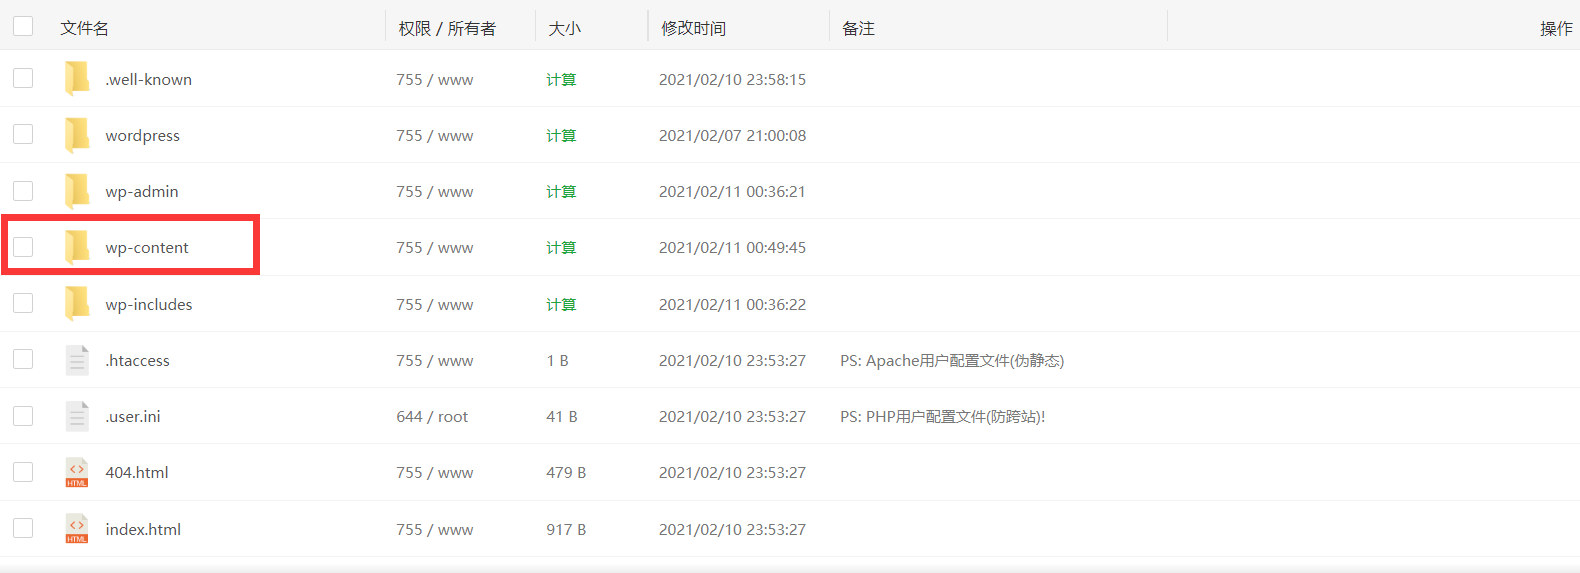 文件名 权限 / 所有者 大小 修改时间 备注 操作
.well-known 755 / www 计算 2021/02/10 23:58:15
wordpress 755 / www 计算 2021/02/07 21:00:08
wp-admin 755 / www 计算 2021/02/11 00:36:21
wp-content 755 / www 计算 2021/02/11 00:49:45
wp-includes 755 / www 计算 2021/02/11 00:36:22
.htaccess 755 / www 1 B 2021/02/10 23:53:27 PS: Apache用户配置文件(伪静态)
.user.ini 644 / root 41 B 2021/02/10 23:53:27 PS: PHP用户配置文件(防跨站)!
HTML 404.html 755 / www 479 B 2021/02/10 23:53:27
HTML index.html 755 / www 917 B 2021/02/10 23:53:27